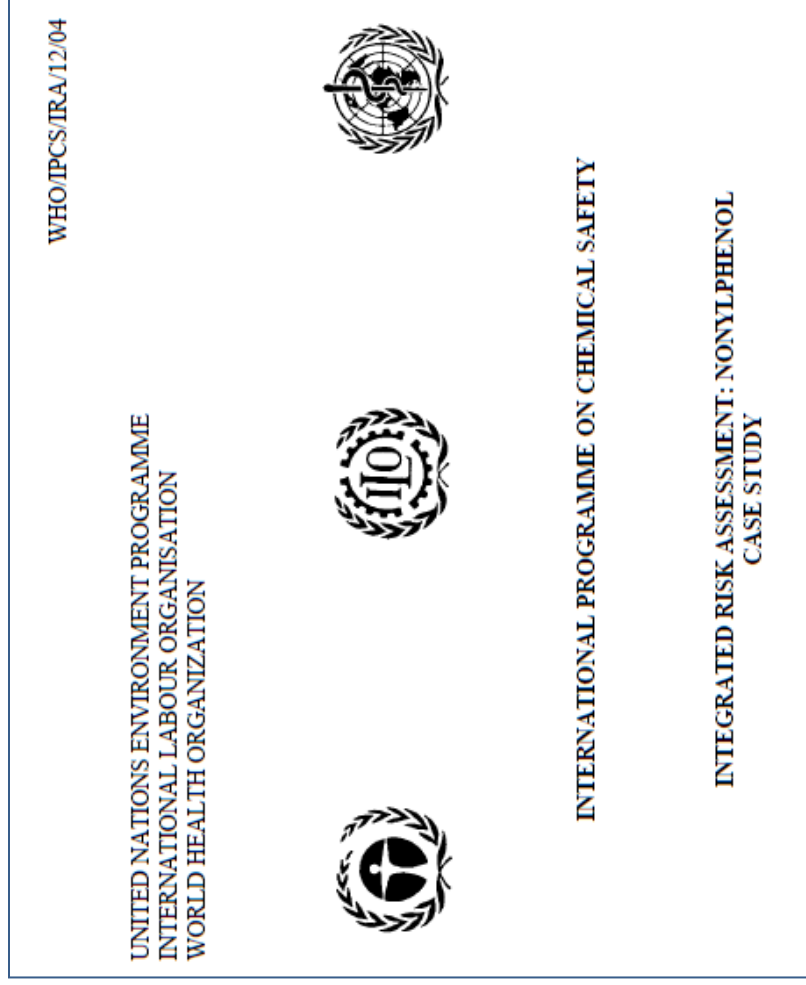 WHO/IPCS/IRA/12/04
UNITED NATIONS ENVIRONMENT PROGRAMME
INTERNATIONAL LABOUR ORGANISATION
WORLD HEALTH ORGANIZATION
ILO
INTERNATIONAL PROGRAMME ON CHEMICAL SAFETY
INTEGRATED RISK ASSESSMENT: NONYLPHENOL
CASE STUDY